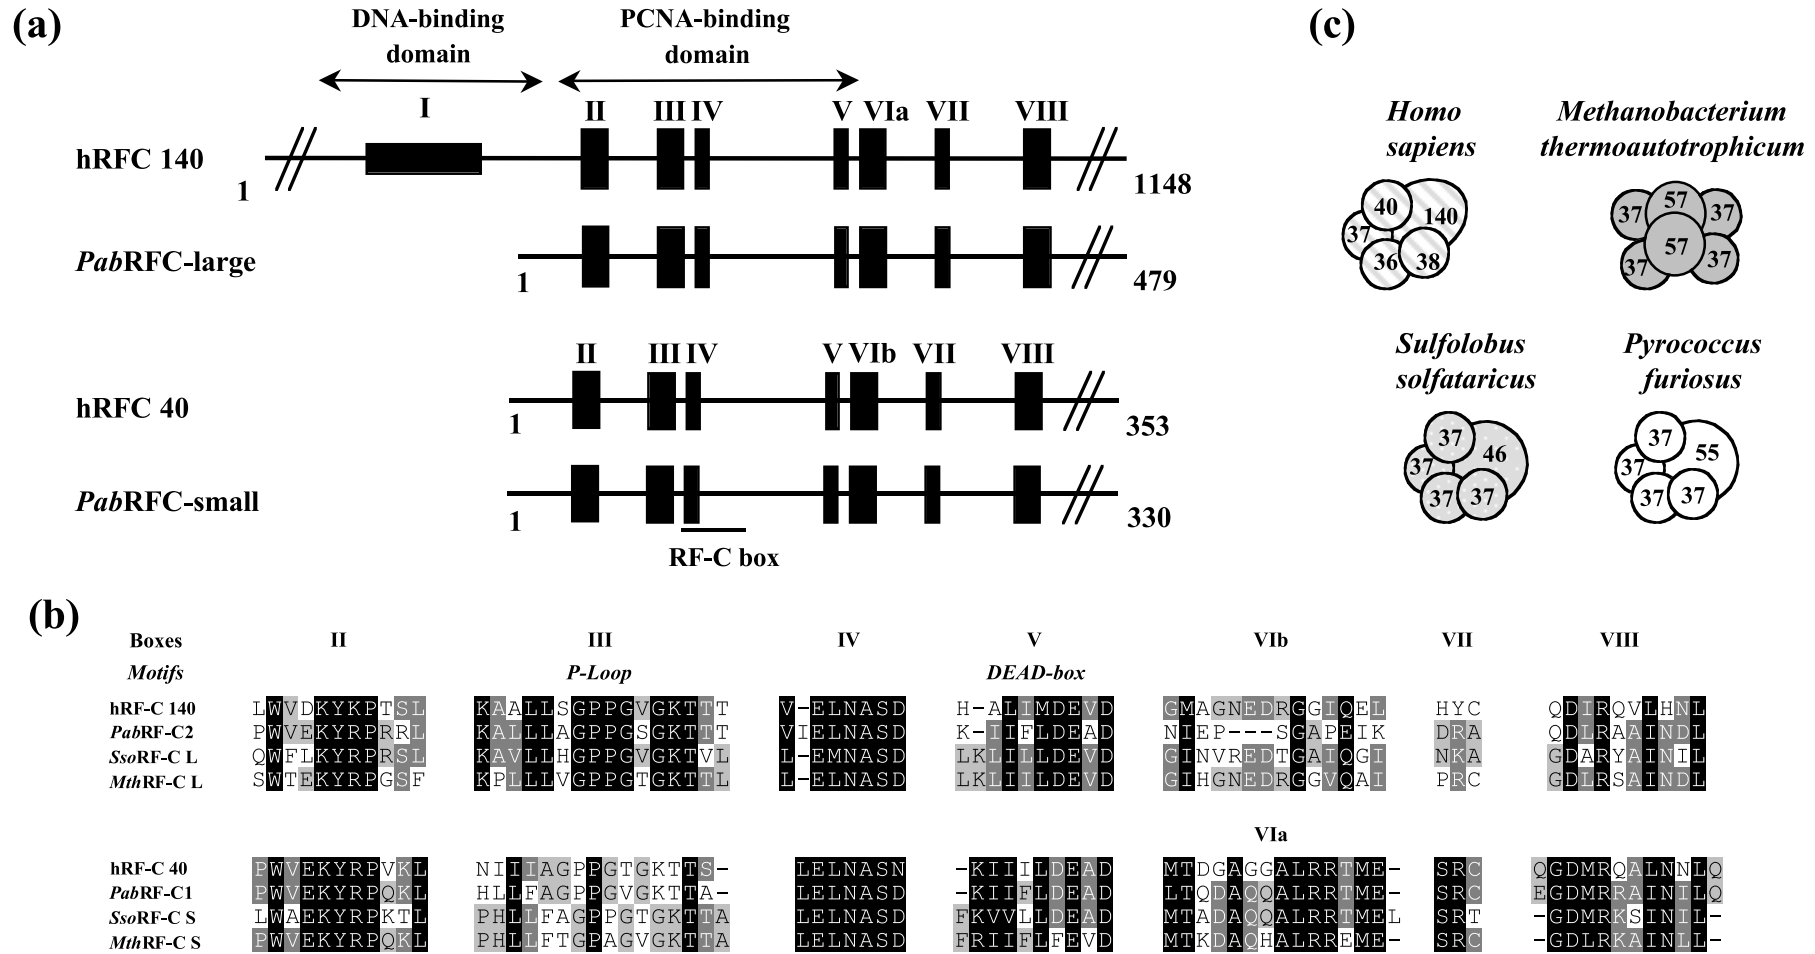 (a)
DNA-binding
domain
PCNA-binding
domain
I
II III IV V VIa VII VIII
hRFC 140
1
1148
PabRFC-large
1
479
II III IV V VIb VII VIII
hRFC 40
1
353
PabRFC-small
1
330
RF-C box
(c)
Homo
sapiens
40
140
37
36
38
Methanobacterium
thermoautotrophicum
37
57
37
57
37
37
Sulfolobus
solfataricus
37
46
37
37
37
Pyrococcus
furiosus
37
55
37
37
37
(b)
Boxes II III IV V VIb VII VIII
Motifs P-Loop DEAD-box
hRF-C 140 LWVDKYKPTSL KAALLSGPPGVGKTTT V-ELNASD H-ALIMDEVD GMAGNEDRGGIQEL HYC QDIRQVLHNL
PabRF-C2 PWVEKYRPRRL KALLLAGPPGSGKTTT VIELNASD K-IIFLDEAD NIEP---SGAPEIK DRA QDLRAAINDL
SsoRF-C L QWFLKYRPRSL KAVLLHGPPGTGKTVL L-EMNASD LKLILLDEVD GINVREDTGAIQGI NKA GDARYAINIL
MthRF-C L SWTEKYRPGSF KPLLLVGPPGTGKTTL L-ELNASD LKLIILDEVD GIHGNEDRGGVQAI PRC GDLRSAINDL
VIa
hRF-C 40 PWVEKYRPVKL NIIIAGPPGTGKTTS- LELNASN -KIIILDEAD MTDGAGGALRRTME- SRC QGDMRQALNNLQ
PabRF-C1 PWVEKYRPQKL HLLFAGPPGVGKTTA- LELNASD -KIIFLDEAD LTQDAQQALRRTME- SRC EGDMRRAINILQ
SsoRF-C S LWAEKYRPKTL PHLLFAGPPGTGKTTA LELNASD FKVVLLDEAD MTADAQQALRRTMEL SRT -GDMRKSINIL-
MthRF-C S PWVEKYRPQKL PHLLFTGPAGVGKTTA LELNASD FRIIFLFEVD MTKDAQHALRREME- SRC -GDLRKAINLL-